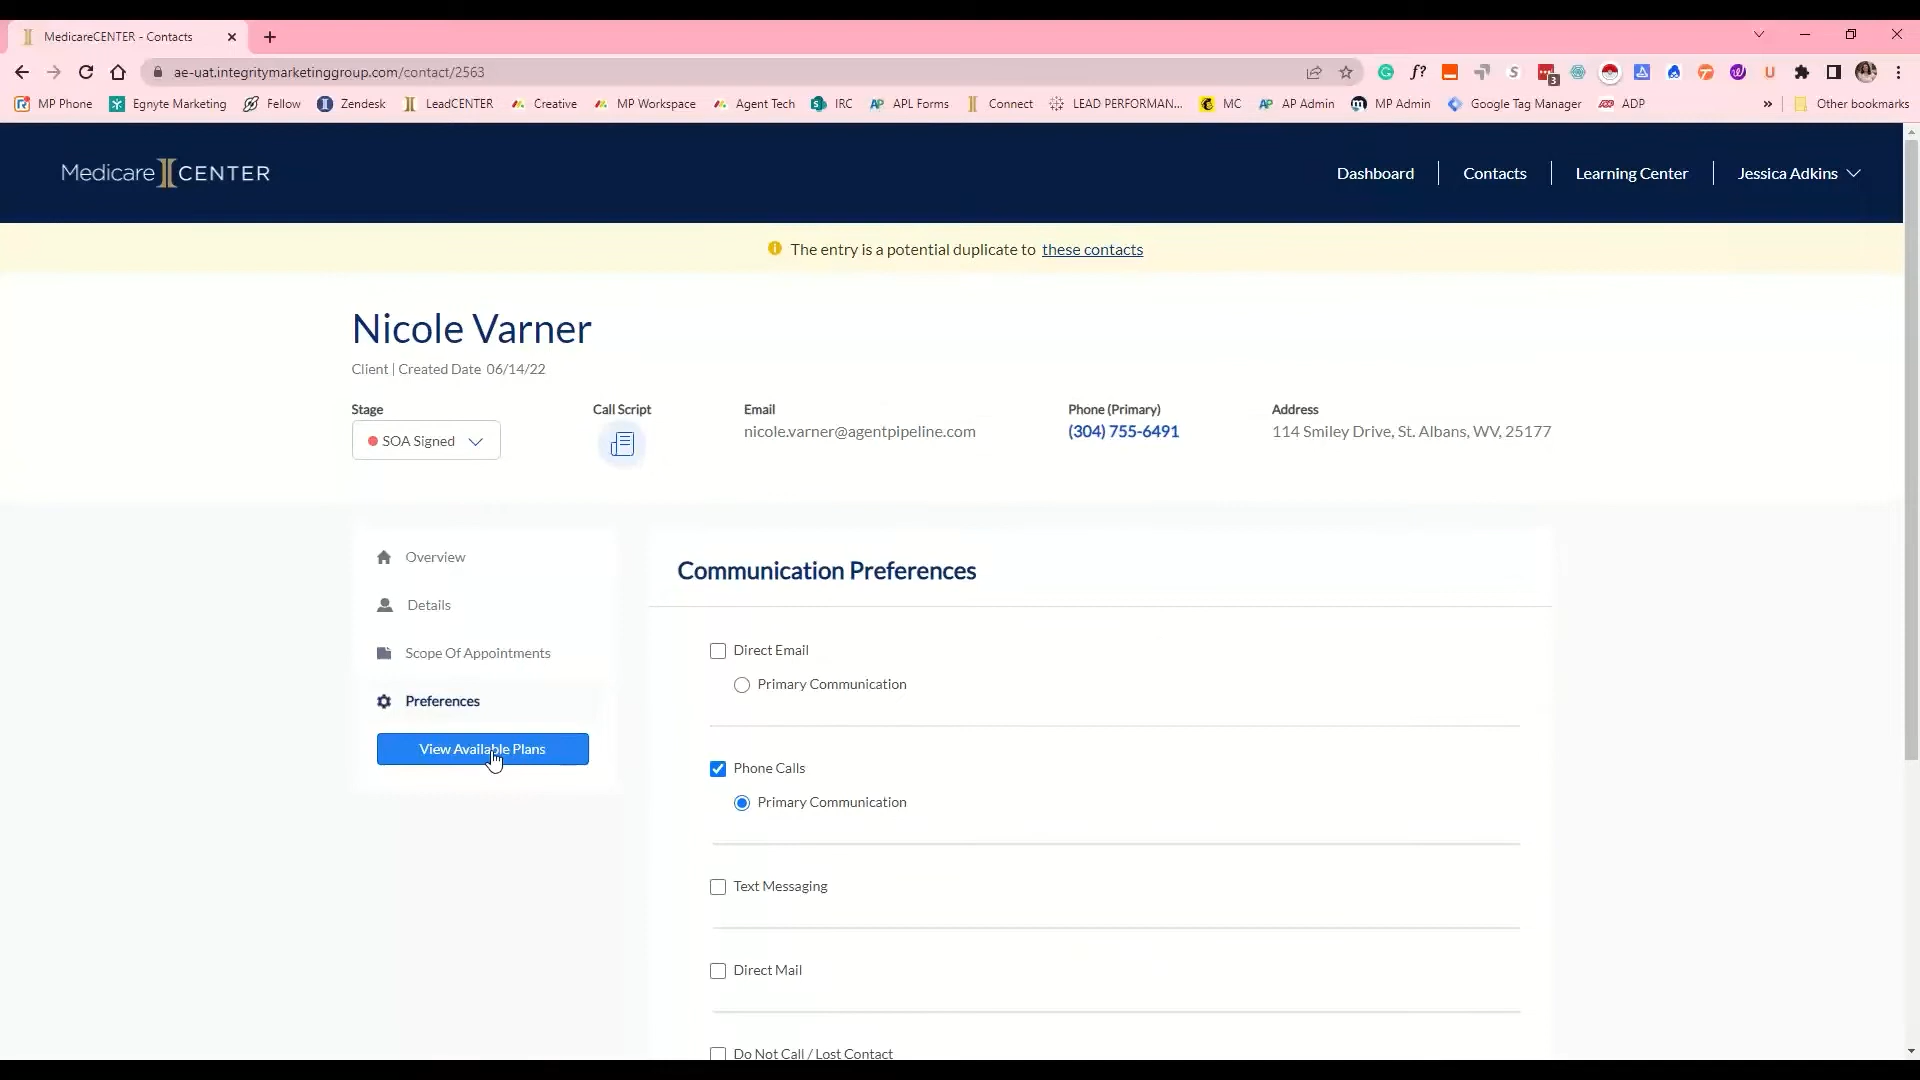 MedicareCENTER - Contacts
ae-uat.integritymarketinggroup.com/contact/2563
f?
S
3
U
MP Phone Egnyte Marketing Fellow Zendesk LeadCENTER Creative MP Workspace Agent Tech IRC AP APL Forms Connect LEAD PERFORMAN... MC AP AP Admin MP Admin Google Tag Manager ADP » Other bookmarks
Medicare CENTER
Dashboard Contacts Learning Center Jessica Adkins
The entry is a potential duplicate to these contacts
Nicole Varner
Client | Created Date 06/14/22
Stage Call Script Email Phone (Primary) Address
SOA Signed nicole.varner@agentpipeline.com (304) 755-6491 114 Smiley Drive, St. Albans, WV, 25177
Overview
Details
Scope Of Appointments
Preferences
View Available Plans
Communication Preferences
Direct Email
Primary Communication
Phone Calls
Primary Communication
Text Messaging
Direct Mail
Do Not Call / Lost Contact